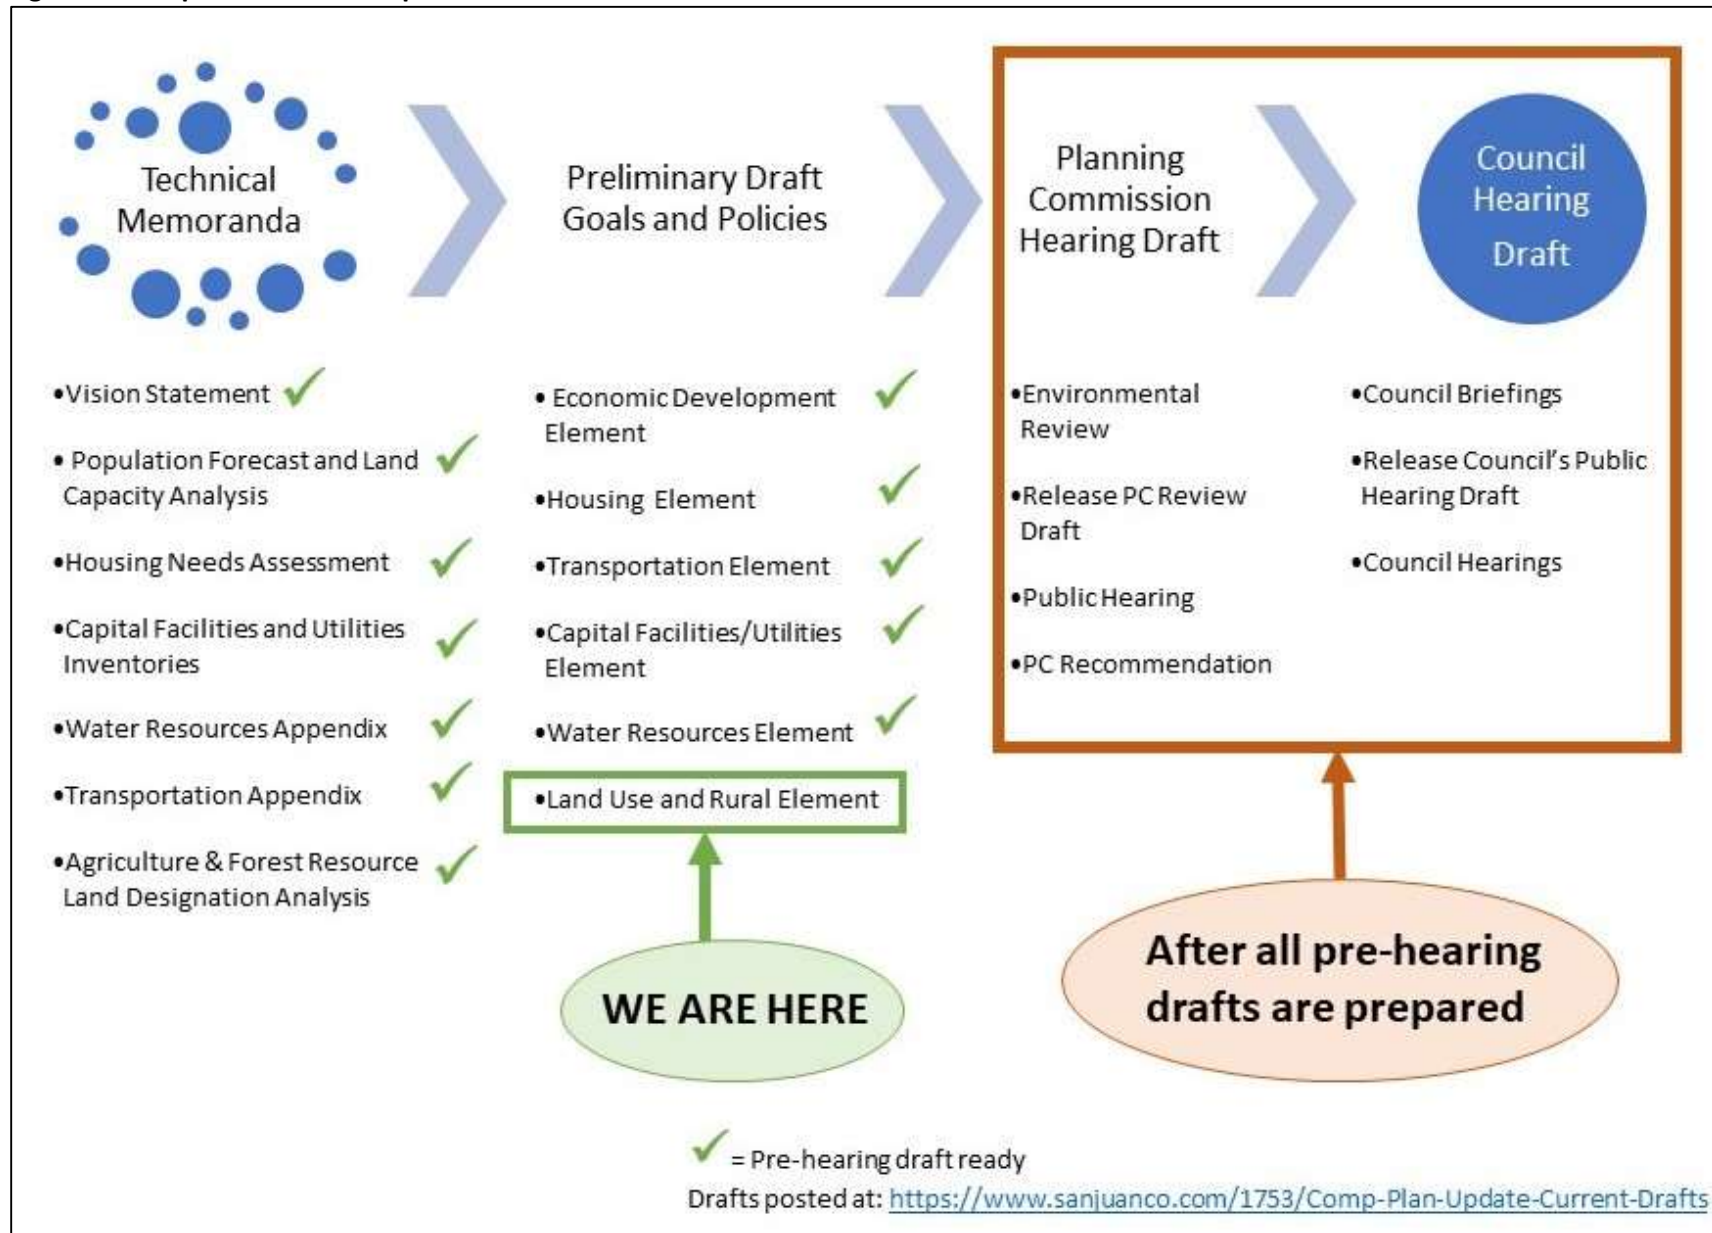 Technical
Memoranda
Preliminary Draft
Goals and Policies
Planning
Commission
Hearing Draft
Council
Hearing
Draft
•Vision Statement
• Population Forecast and Land
Capacity Analysis
•Housing Needs Assessment
•Capital Facilities and Utilities
Inventories
•Water Resources Appendix
•Transportation Appendix
•Agriculture & Forest Resource
Land Designation Analysis
• Economic Development
Element
•Housing Element
•Transportation Element
•Capital Facilities/Utilities
Element
•Water Resources Element
•Land Use and Rural Element
•Environmental
Review
•Release PC Review
Draft
•Public Hearing
•PC Recommendation
•Council Briefings
•Release Council's Public
Hearing Draft
•Council Hearings
WE ARE HERE
After all pre-hearing
drafts are prepared
✓ = Pre-hearing draft ready
Drafts posted at: https://www.sanjuanco.com/1753/Comp-Plan-Update-Current-Drafts